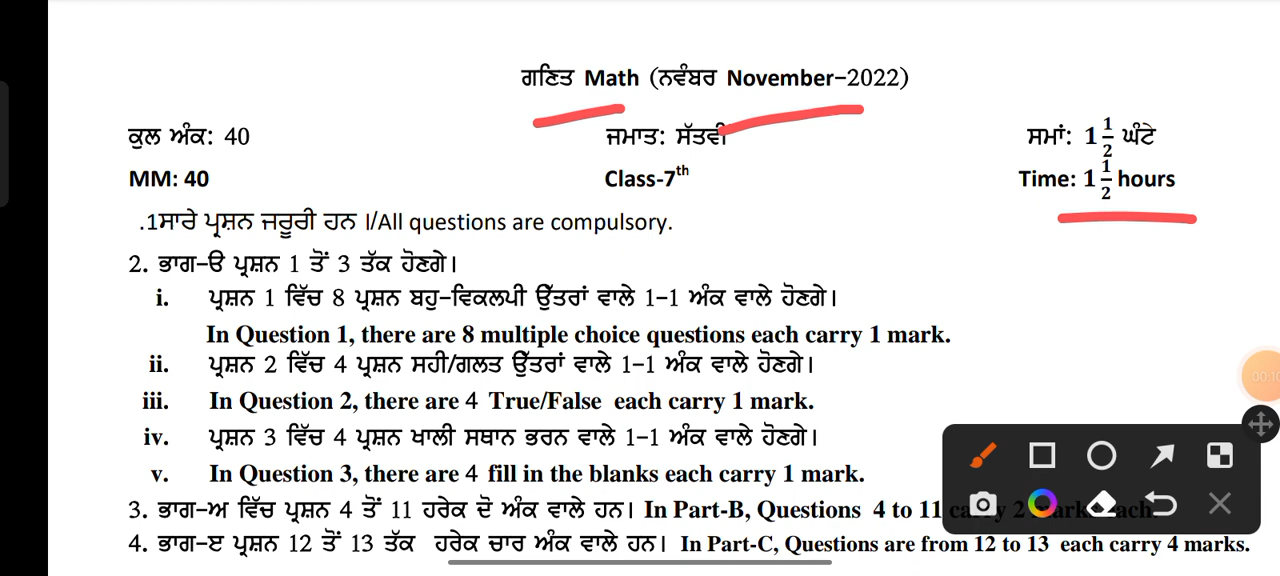 ਗਣਿਤ Math (ਨਵੰਬਰ November-2022)
ਕੁਲ ਅੰਕ: 40 ਜਮਾਤ: ਸੱਤਵੀਂ ਸਮਾਂ: 1 1/2 ਘੰਟੇ
MM: 40 Class-7th Time: 1 1/2 hours
.1ਸਾਰੇ ਪ੍ਰਸ਼ਨ ਜਰੂਰੀ ਹਨ ।/All questions are compulsory.
2. ਭਾਗ-ੳ ਪ੍ਰਸ਼ਨ 1 ਤੋਂ 3 ਤੱਕ ਹੋਣਗੇ।
i. ਪ੍ਰਸ਼ਨ 1 ਵਿੱਚ 8 ਪ੍ਰਸ਼ਨ ਬਹੁ-ਵਿਕਲਪੀ ਉੱਤਰਾਂ ਵਾਲੇ 1-1 ਅੰਕ ਵਾਲੇ ਹੋਣਗੇ।
In Question 1, there are 8 multiple choice questions each carry 1 mark.
ii. ਪ੍ਰਸ਼ਨ 2 ਵਿੱਚ 4 ਪ੍ਰਸ਼ਨ ਸਹੀ/ਗਲਤ ਉੱਤਰਾਂ ਵਾਲੇ 1-1 ਅੰਕ ਵਾਲੇ ਹੋਣਗੇ।
iii. In Question 2, there are 4 True/False each carry 1 mark.
iv. ਪ੍ਰਸ਼ਨ 3 ਵਿੱਚ 4 ਪ੍ਰਸ਼ਨ ਖਾਲੀ ਸਥਾਨ ਭਰਨ ਵਾਲੇ 1-1 ਅੰਕ ਵਾਲੇ ਹੋਣਗੇ।
v. In Question 3, there are 4 fill in the blanks each carry 1 mark.
3. ਭਾਗ-ਅ ਵਿੱਚ ਪ੍ਰਸ਼ਨ 4 ਤੋਂ 11 ਹਰੇਕ ਦੋ ਅੰਕ ਵਾਲੇ ਹਨ। In Part-B, Questions 4 to 11 carry 2 marks each.
4. ਭਾਗ-ੲ ਪ੍ਰਸ਼ਨ 12 ਤੋਂ 13 ਤੱਕ ਹਰੇਕ ਚਾਰ ਅੰਕ ਵਾਲੇ ਹਨ। In Part-C, Questions are from 12 to 13 each carry 4 marks.